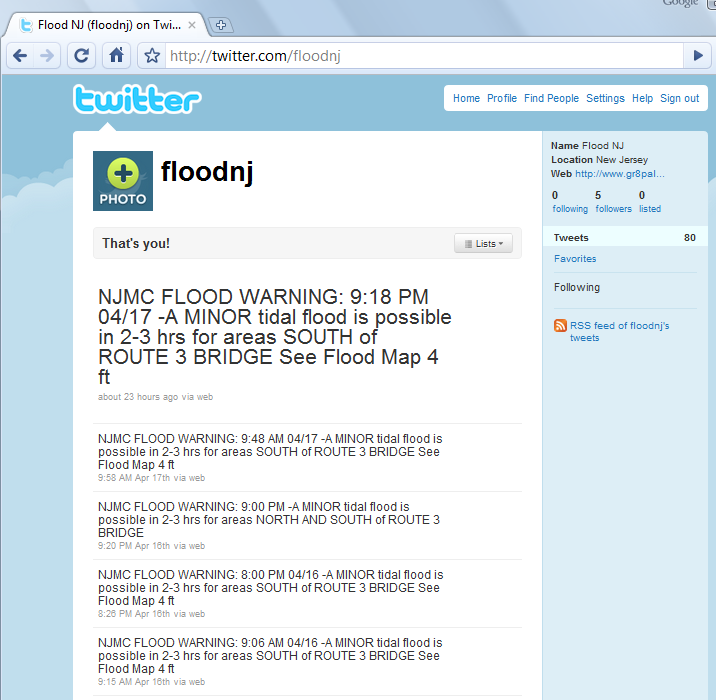 Google
Flood NJ (floodnj) on Twi...
http://twitter.com/floodnj
twitter
Home Profile Find People Settings Help Sign out
PHOTO
floodnj
That's you!
Lists
NJMC FLOOD WARNING: 9:18 PM
04/17 -A MINOR tidal flood is possible
in 2-3 hrs for areas SOUTH of
ROUTE 3 BRIDGE See Flood Map 4
ft
about 23 hours ago via web
NJMC FLOOD WARNING: 9:48 AM 04/17 -A MINOR tidal flood is
possible in 2-3 hrs for areas SOUTH of ROUTE 3 BRIDGE See
Flood Map 4 ft
9:58 AM Apr 17th via web
NJMC FLOOD WARNING: 9:00 PM -A MINOR tidal flood is
possible in 2-3 hrs for areas NORTH AND SOUTH of ROUTE 3
BRIDGE
9:20 PM Apr 16th via web
NJMC FLOOD WARNING: 8:00 PM 04/16 -A MINOR tidal flood is
possible in 2-3 hrs for areas SOUTH of ROUTE 3 BRIDGE See
Flood Map 4 ft
8:26 PM Apr 16th via web
NJMC FLOOD WARNING: 9:06 AM 04/16 -A MINOR tidal flood is
possible in 2-3 hrs for areas SOUTH of ROUTE 3 BRIDGE See
Flood Map 4 ft
9:15 AM Apr 16th via web
Name Flood NJ
Location New Jersey
Web http://www.gr8pal...
0 5 0
following followers listed
Tweets 80
Favorites
Following
RSS feed of floodnj's
tweets